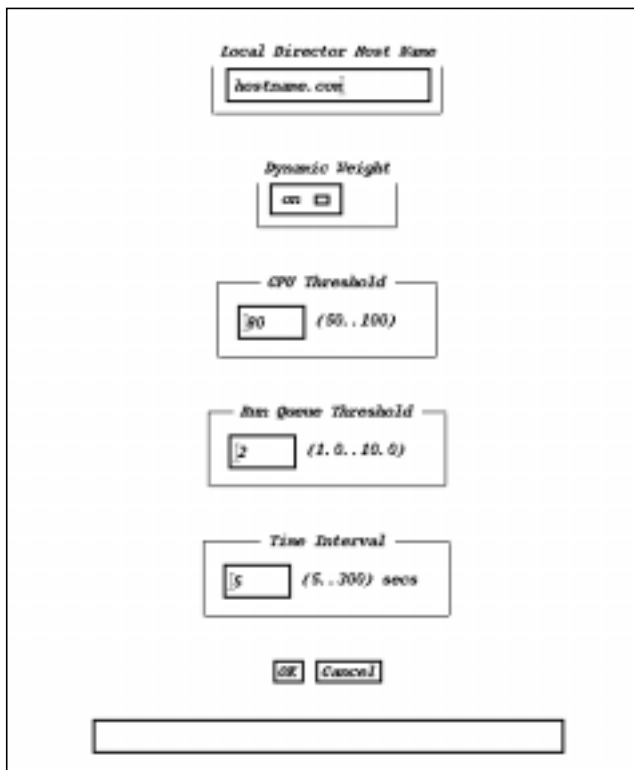 Local Director Host Name
hostname.com
Dynamic Weight
on
CPU Threshold
80 (50..100)
Run Queue Threshold
2 (1.0..10.0)
Time Interval
5 (5..300) secs
OK Cancel